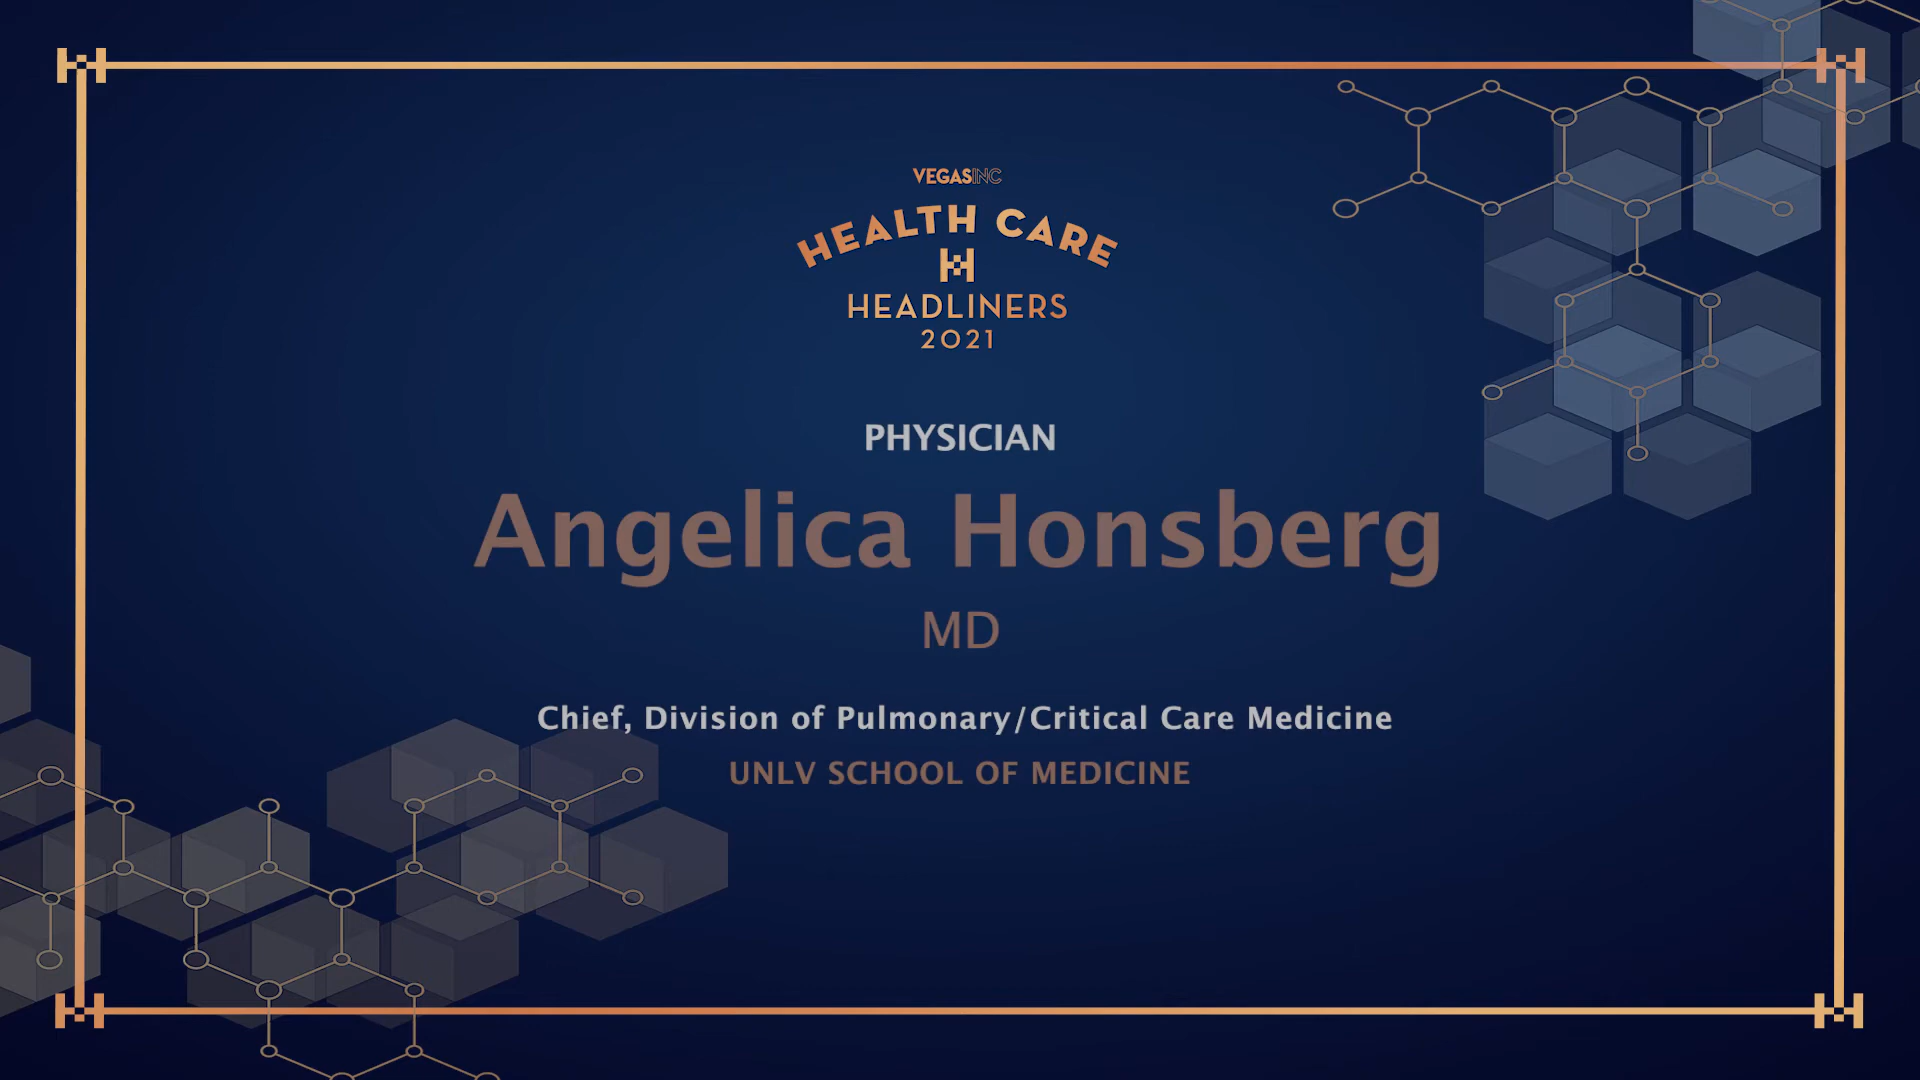 VEGASINC
HEALTH CARE
H
HEADLINERS
2021
PHYSICIAN
Angelica Honsberg
MD
Chief, Division of Pulmonary/Critical Care Medicine
UNLV SCHOOL OF MEDICINE